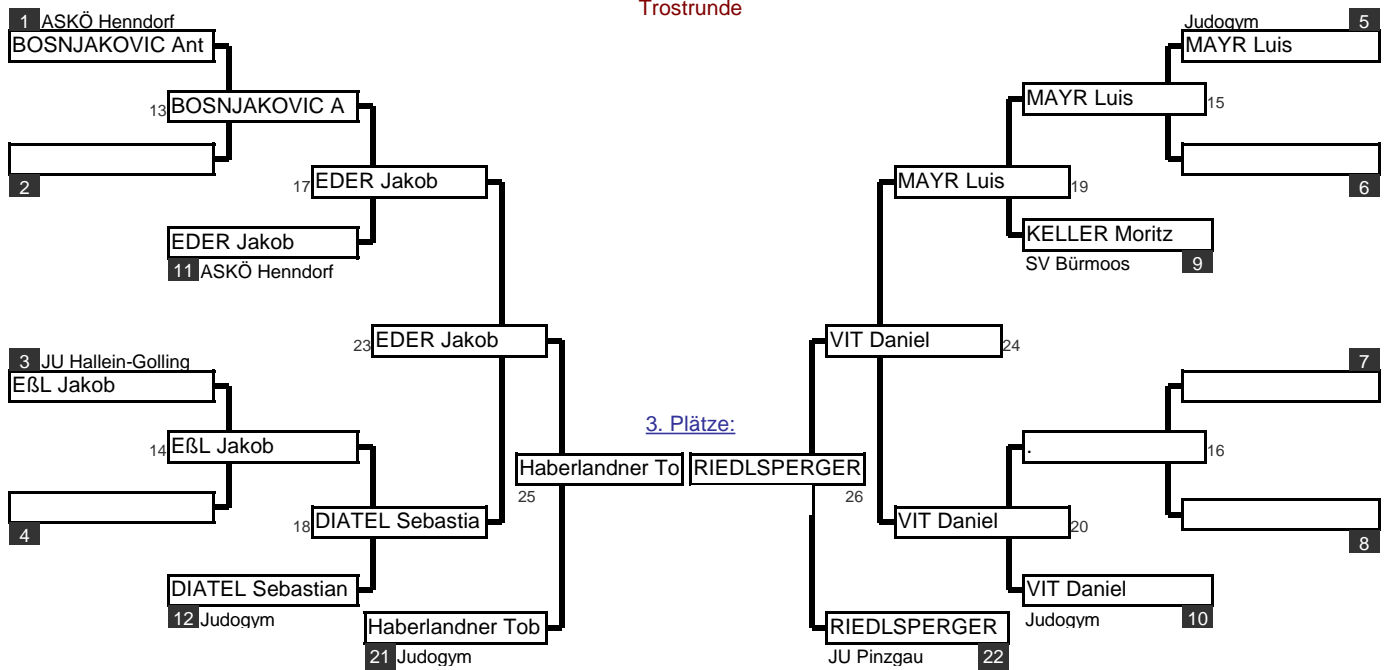 Trostrunde
1 ASKÖ Henndorf
BOSNJAKOVIC Ant
13 BOSNJAKOVIC A
2
17 EDER Jakob
EDER Jakob
11 ASKÖ Henndorf
23 EDER Jakob
3 JU Hallein-Golling
EßL Jakob
14 EßL Jakob
4
18 DIATEL Sebastia
DIATEL Sebastian
12 Judogym
Haberlandner Tob
21 Judogym
3. Plätze:
Haberlandner To
25
RIEDLSPERGER
26
Judogym 5
MAYR Luis
MAYR Luis 15
6
MAYR Luis 19
KELLER Moritz
SV Bürmoos 9
VIT Daniel 24
7
. 16
8
VIT Daniel 20
VIT Daniel
Judogym 10
RIEDLSPERGER
JU Pinzgau 22